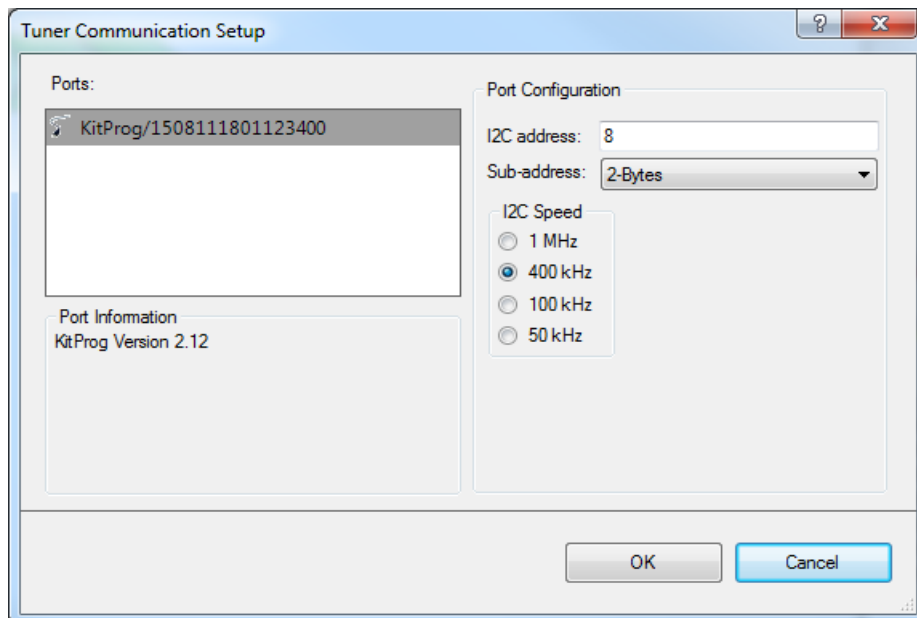 Tuner Communication Setup
Ports:
KitProg/1508111801123400
Port Information
KitProg Version 2.12
Port Configuration
I2C address: 8
Sub-address: 2-Bytes
I2C Speed
1 MHz
400 kHz
100 kHz
50 kHz
OK Cancel